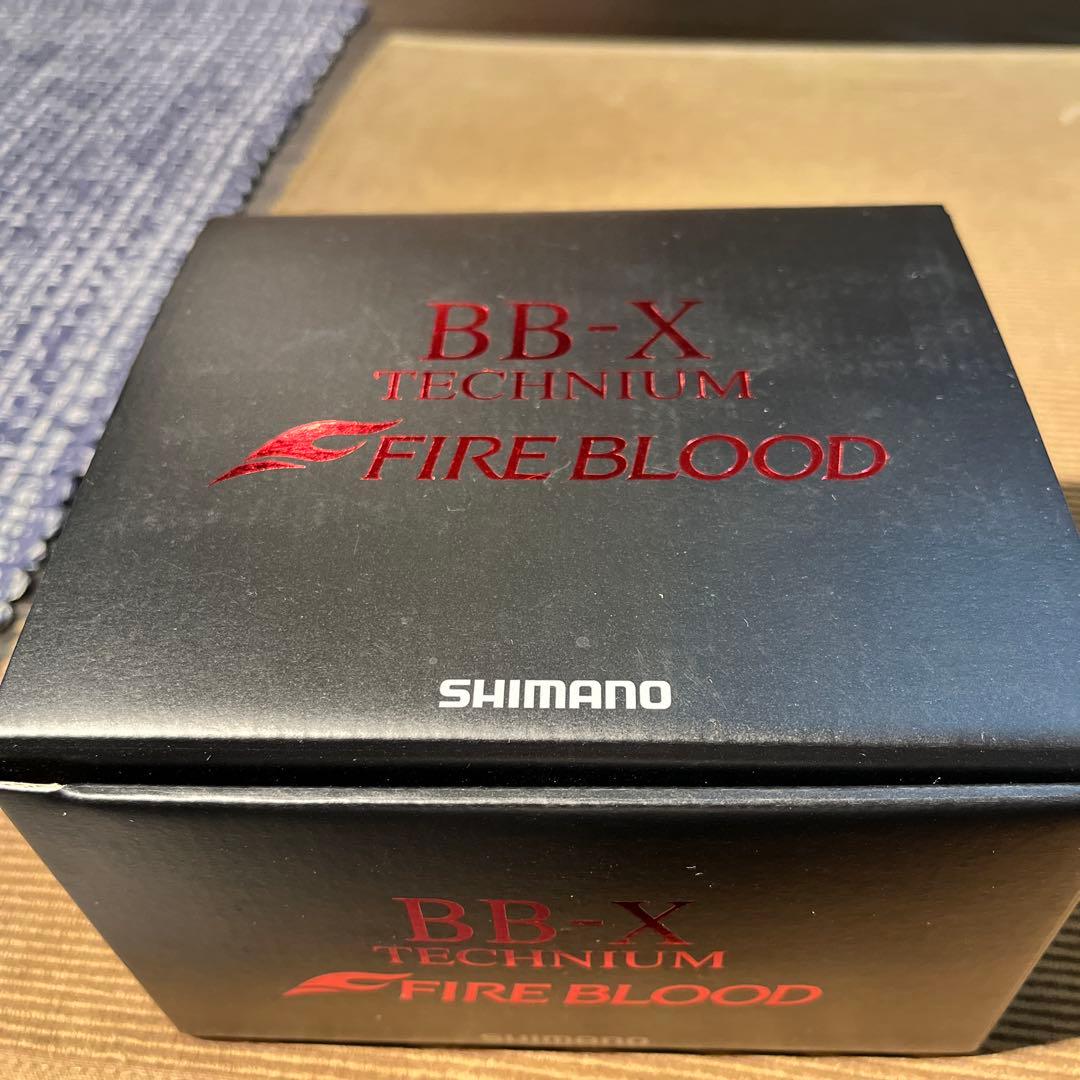 BB-X
TECHNIUM
FIRE BLOOD
SHIMANO
BB-X
TECHNIUM
FIRE BLOOD
SHIMANO